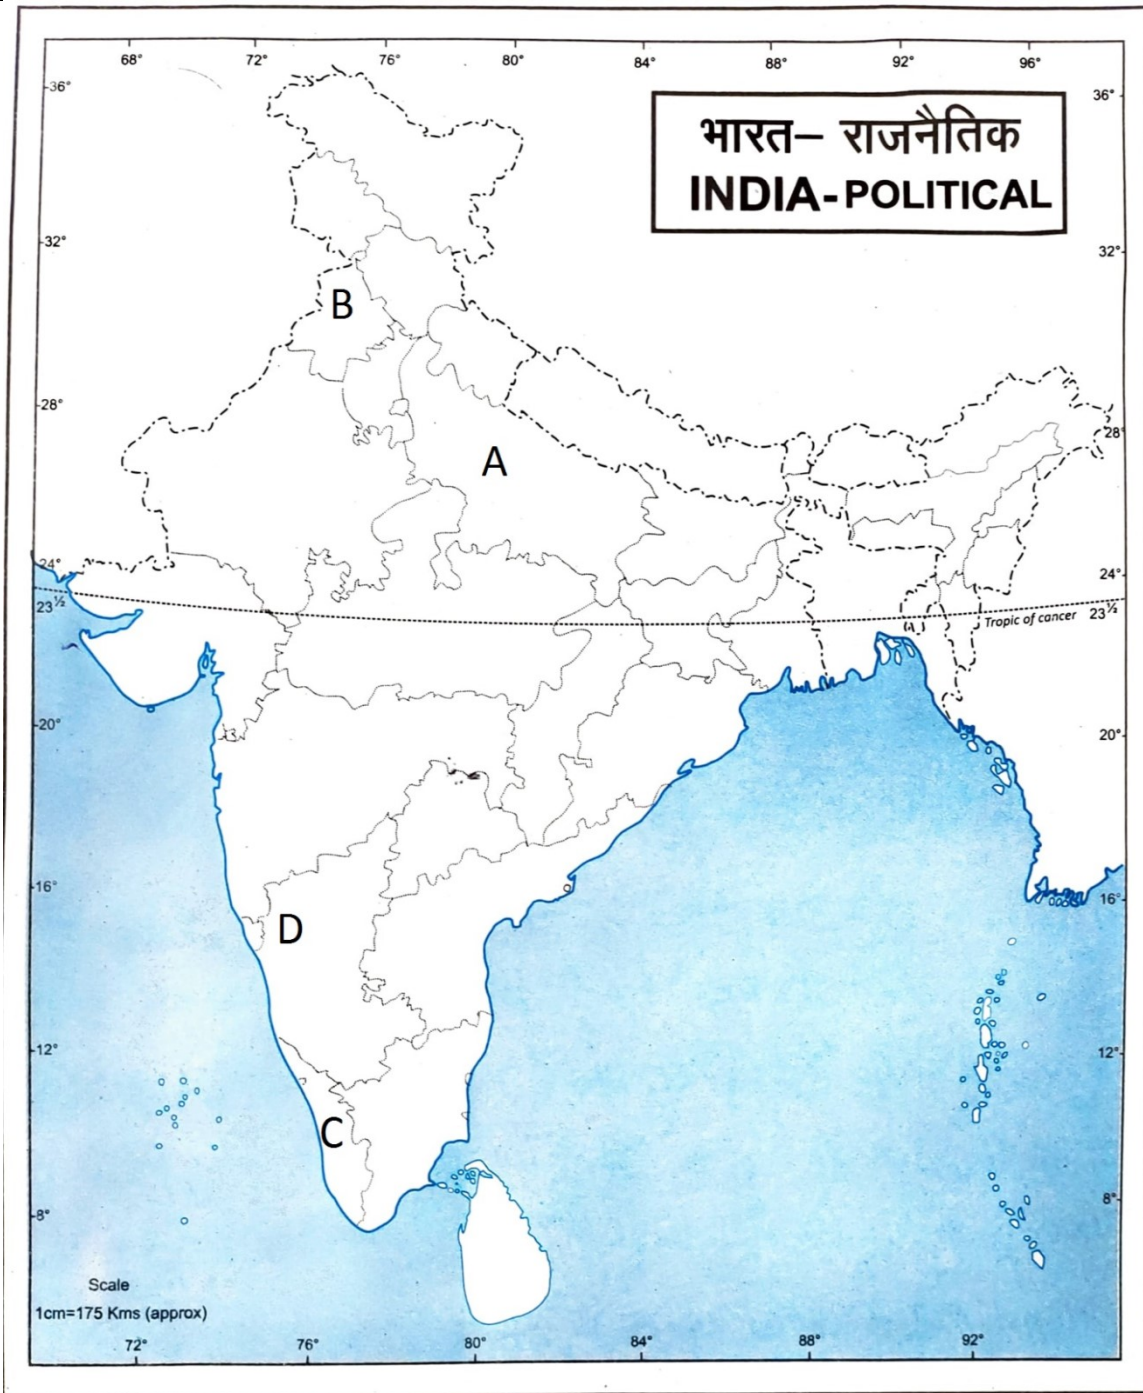 68° 72° 76° 80° 84° 88° 92° 96°
36° 36°
भारत– राजनैतिक
INDIA-POLITICAL
32° 32°
B
28° 28°
A
24° 24°
23½ 23½
Tropic of cancer
20° 20°
16° 16°
D
12° 12°
C
8° 8°
Scale
1cm=175 Kms (approx)
72° 76° 80° 84° 88° 92°